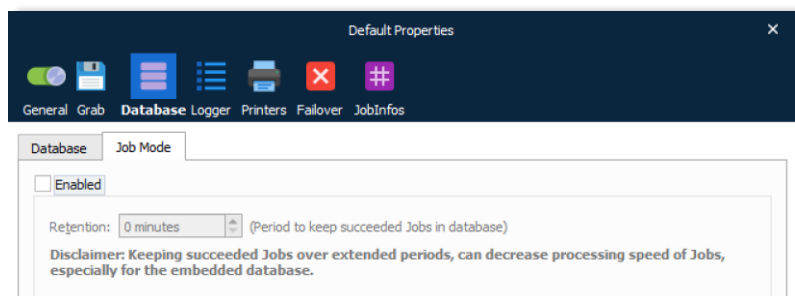 Default Properties
General Grab Database Logger Printers Failover JobInfos
Database Job Mode
Enabled
Retention: 0 minutes (Period to keep succeeded Jobs in database)
Disclaimer: Keeping succeeded Jobs over extended periods, can decrease processing speed of Jobs,
especially for the embedded database.